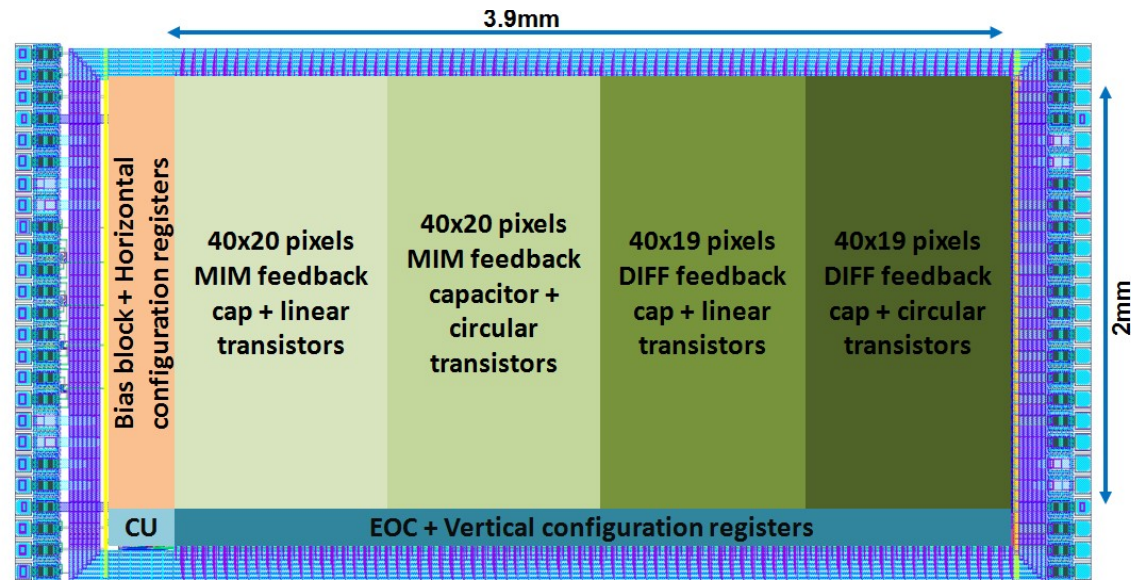 3.9mm
Bias block + Horizontal
configuration registers
40x20 pixels
MIM feedback
cap + linear
transistors
40x20 pixels
MIM feedback
capacitor +
circular
transistors
40x19 pixels
DIFF feedback
cap + linear
transistors
40x19 pixels
DIFF feedback
cap + circular
transistors
2mm
CU
EOC + Vertical configuration registers